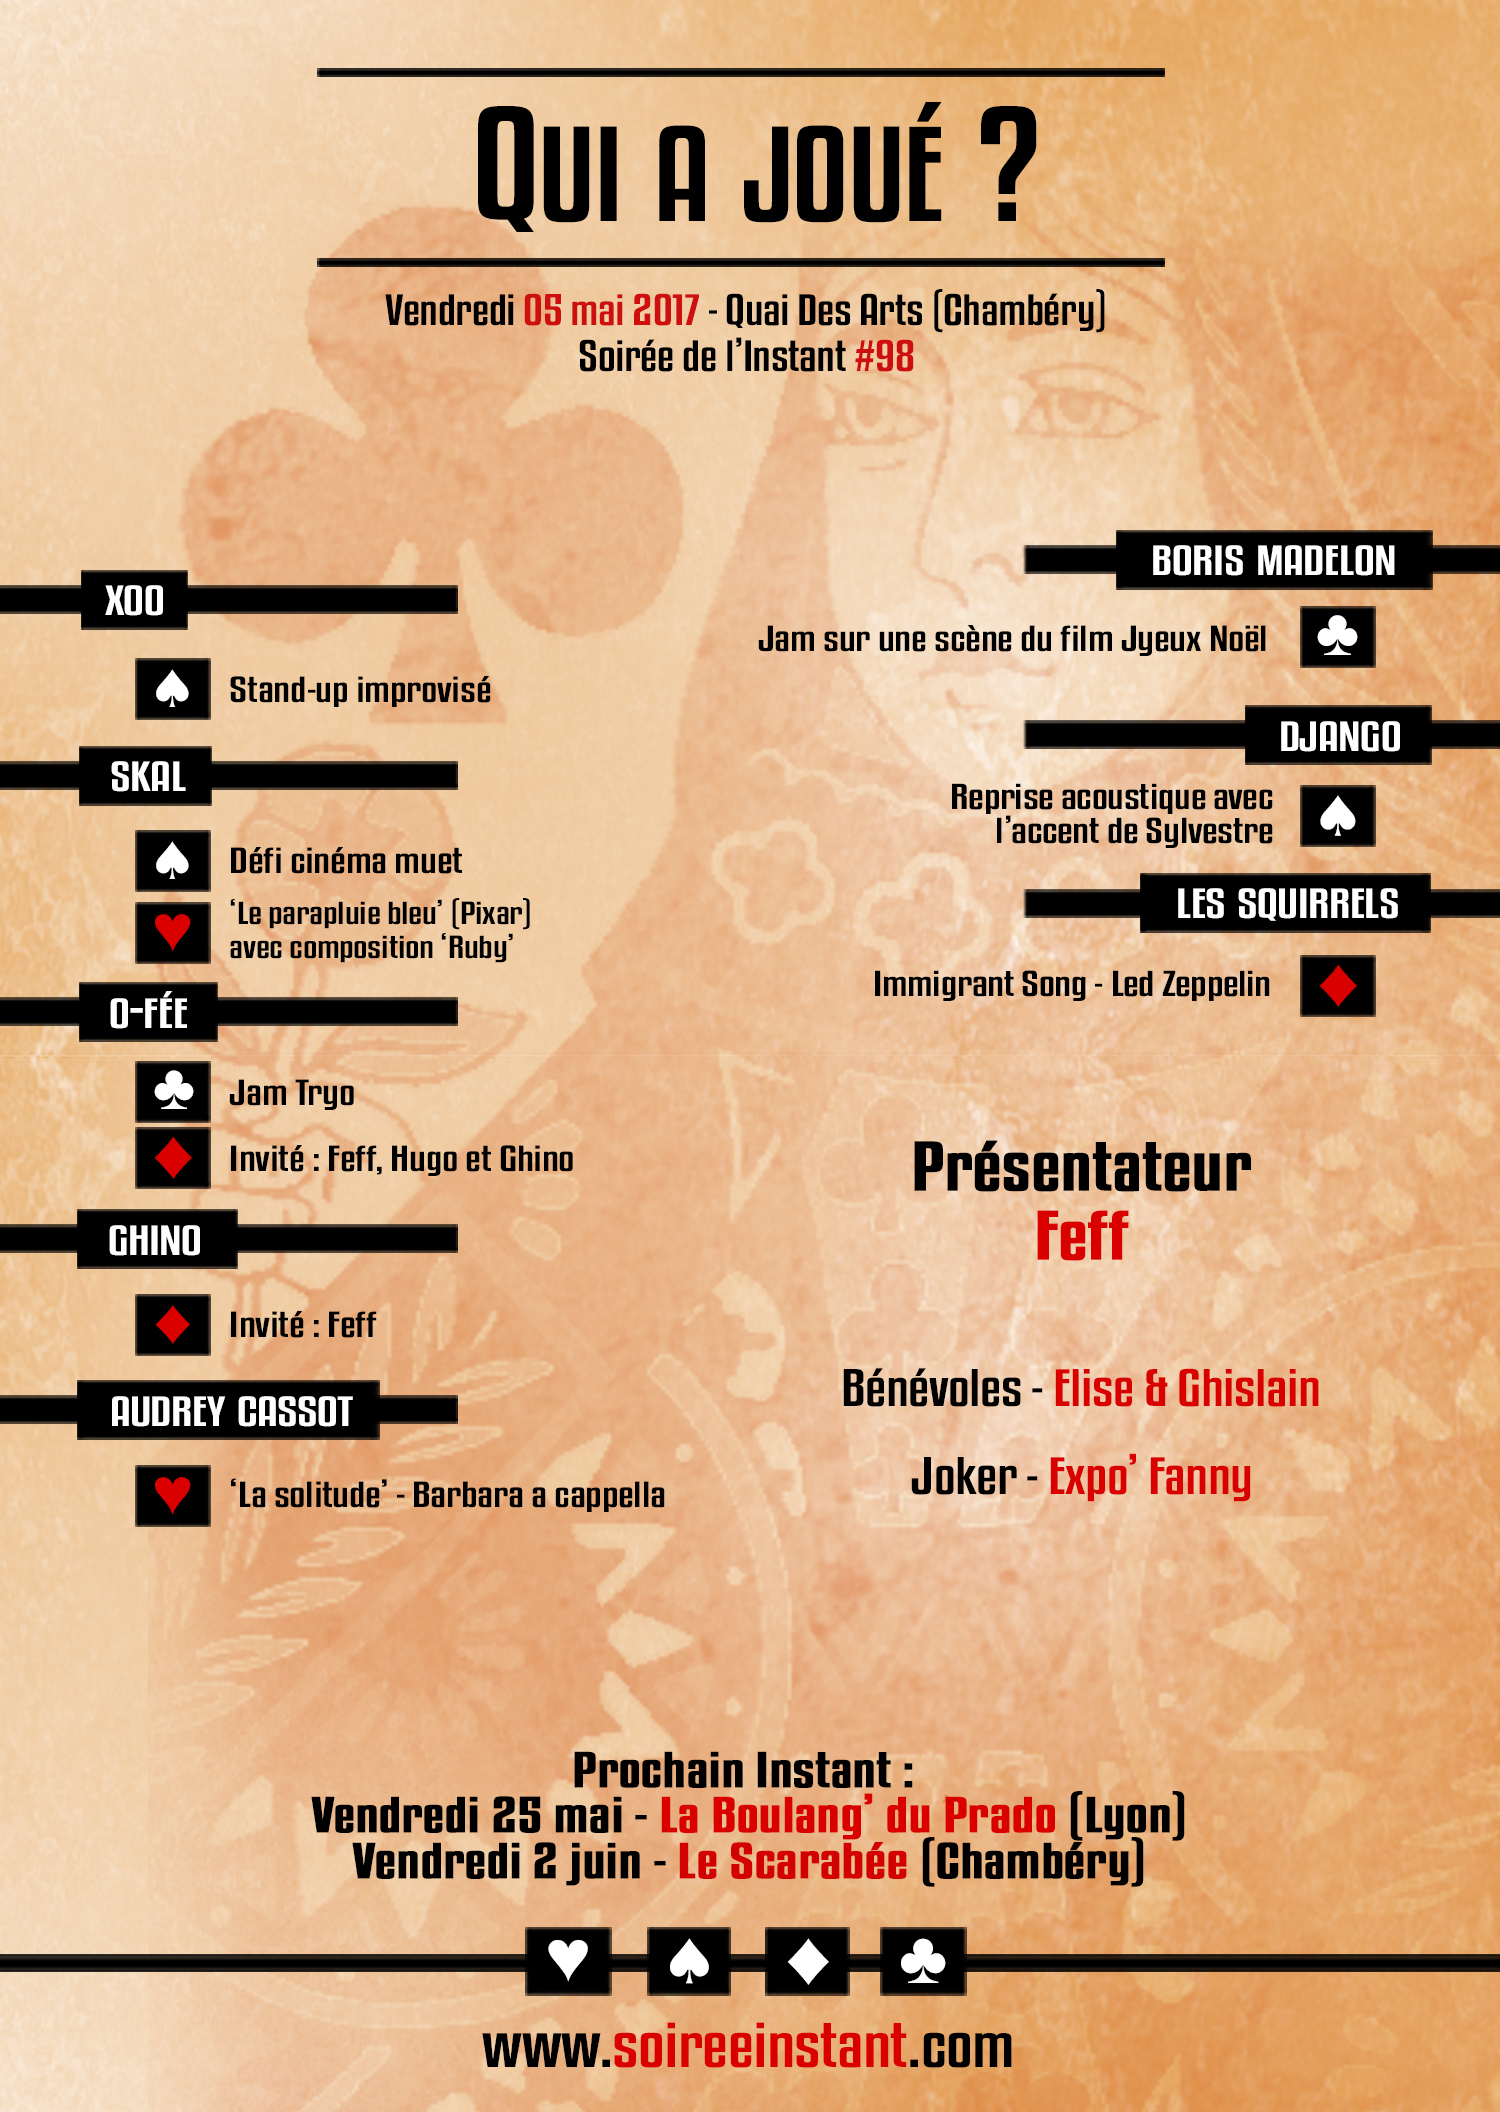 Qui a joué ?
Vendredi 05 mai 2017 - Quai Des Arts (Chambéry)
Soirée de l'Instant #98
XOO
Stand-up improvisé
SKAL
Défi cinéma muet
'Le parapluie bleu' (Pixar)
avec composition 'Ruby'
O-FÉE
Jam Tryo
Invité : Feff, Hugo et Ghino
GHINO
Invité : Feff
AUDREY CASSOT
'La solitude' - Barbara a cappella
BORIS MADELON
Jam sur une scène du film Jyeux Noël
DJANGO
Reprise acoustique avec
l'accent de Sylvestre
LES SQUIRRELS
Immigrant Song - Led Zeppelin
Présentateur
Feff
Bénévoles - Elise & Ghislain
Joker - Expo' Fanny
Prochain Instant :
Vendredi 25 mai - La Boulang' du Prado (Lyon)
Vendredi 2 juin - Le Scarabée (Chambéry)
www.soireeinstant.com